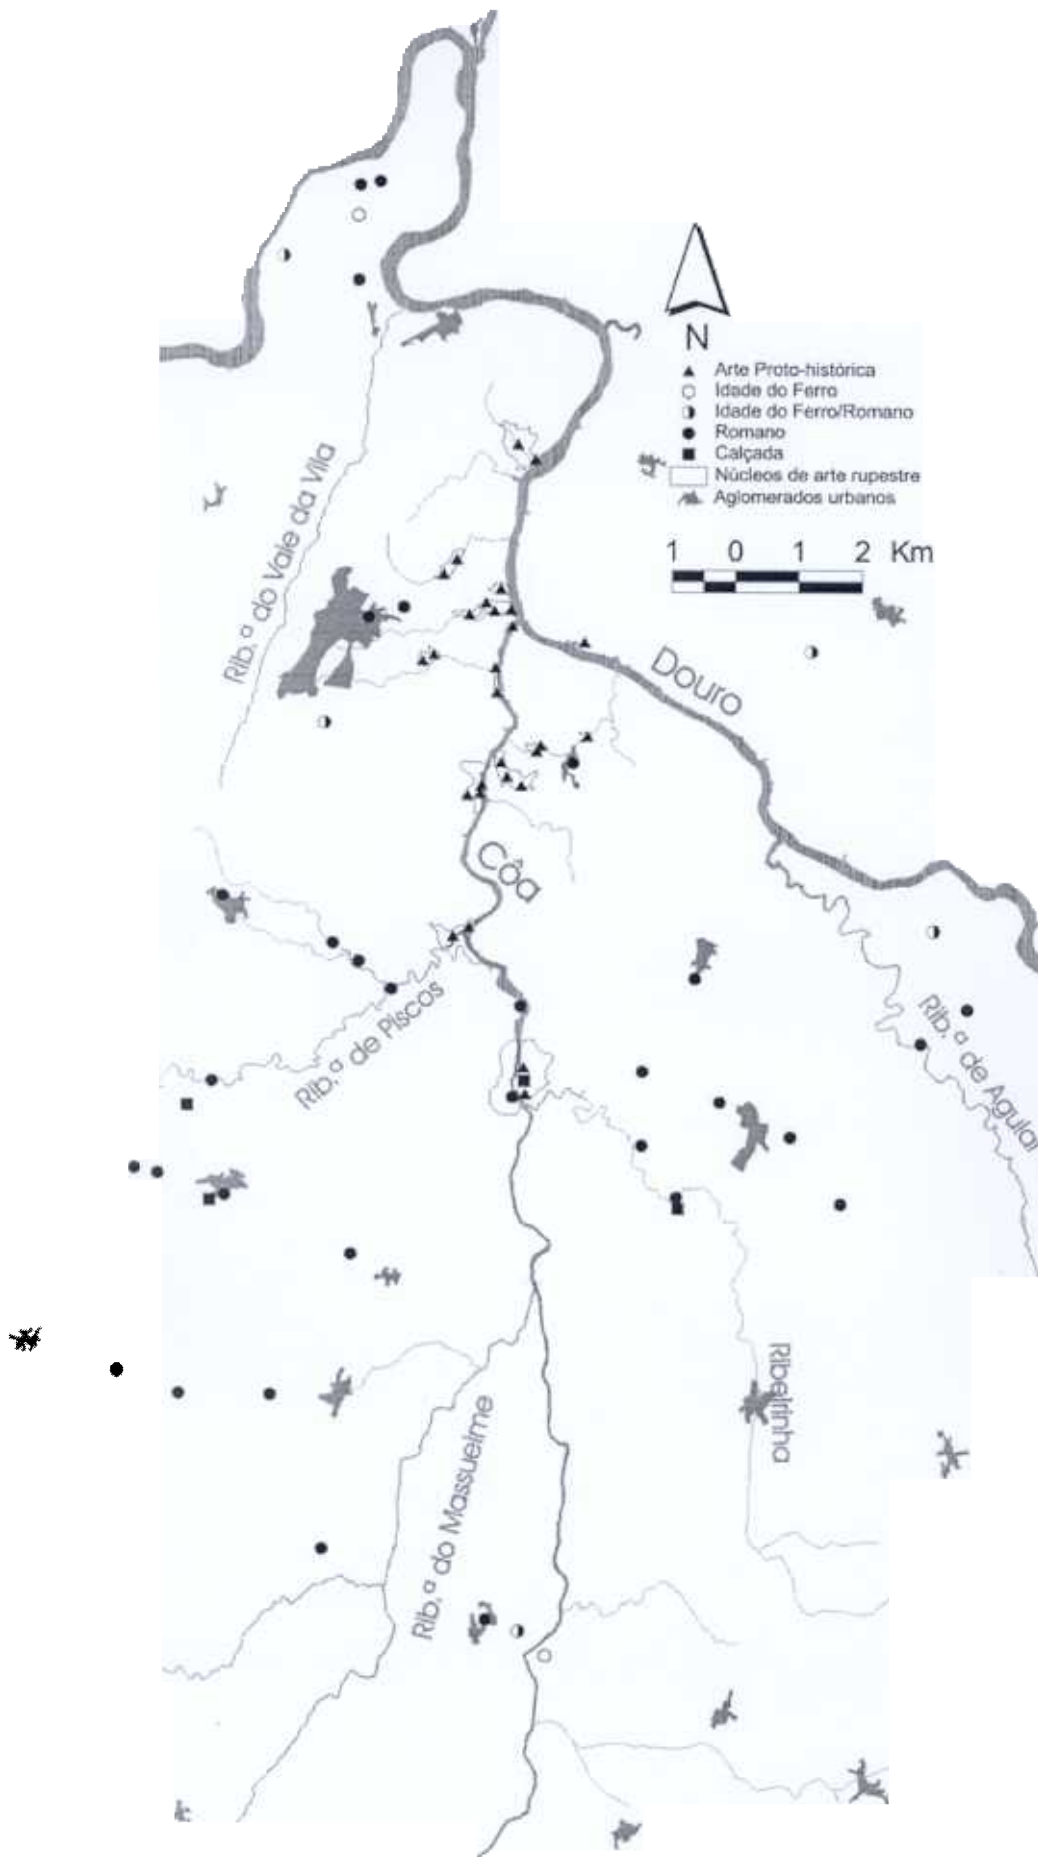 N
Arte Proto-histórica
Idade do Ferro
Idade do Ferro/Romano
Romano
Calçada
Núcleos de arte rupestre
Aglomerados urbanos
1 0 1 2 Km
Rib.ª do Vale da Vila
Douro
Côa
Rib.ª de Piscos
Rib.ª de Aguiar
Ribeirinha
Rib.ª do Massueime